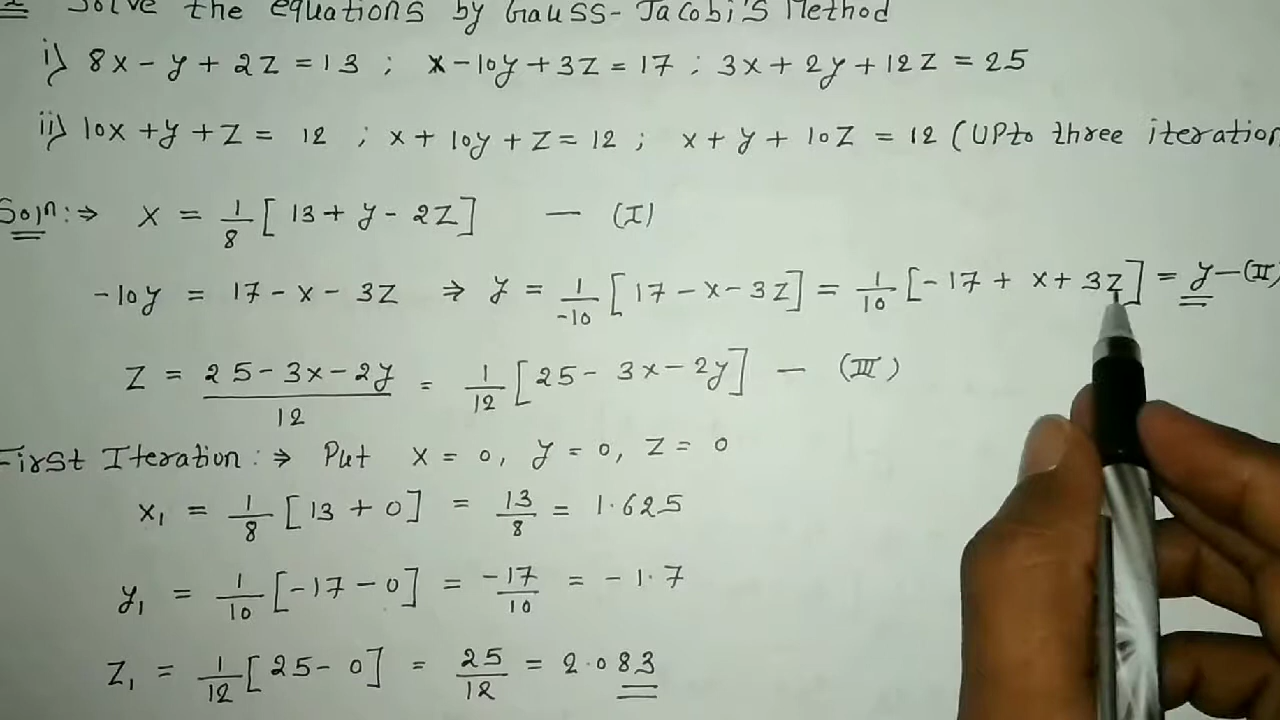 Solve the equations by Gauss-Jacobi's Method
i) 8x - y + 2z = 13 ; x - 10y + 3z = 17 ; 3x + 2y + 12z = 25
ii) 10x + y + z = 12 ; x + 10y + z = 12 ; x + y + 10z = 12 (Upto three iteration
Soln :⇒ x = 1/8 [13 + y - 2z] — (I)
-10y = 17 - x - 3z ⇒ y = 1/-10 [17 - x - 3z] = 1/10 [-17 + x + 3z] = y — (II)
z = 25 - 3x - 2y / 12 = 1/12 [25 - 3x - 2y] — (III)
First Iteration :⇒ Put x = 0, y = 0, z = 0
x₁ = 1/8 [13 + 0] = 13/8 = 1.625
y₁ = 1/10 [-17 - 0] = -17/10 = -1.7
z₁ = 1/12 [25 - 0] = 25/12 = 2.083